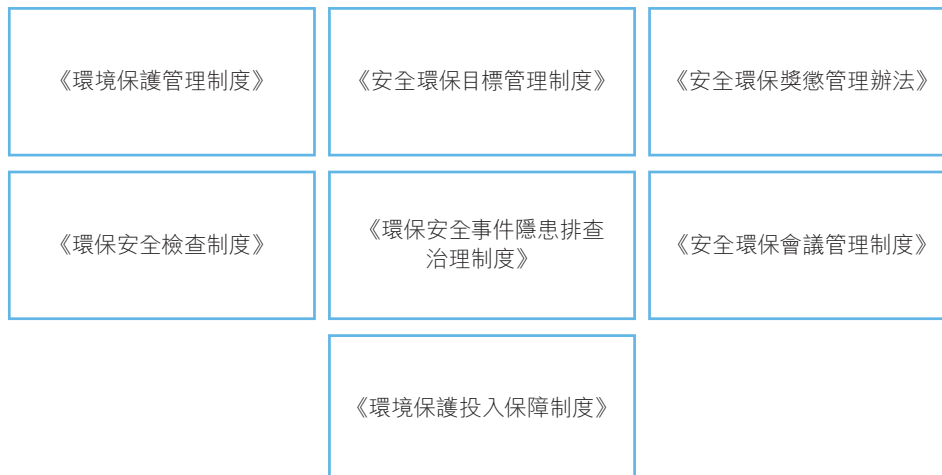 《環境保護管理制度》
《安全環保目標管理制度》
《安全環保獎懲管理辦法》
《環保安全檢查制度》
《環保安全事件隱患排查
治理制度》
《安全環保會議管理制度》
《環境保護投入保障制度》